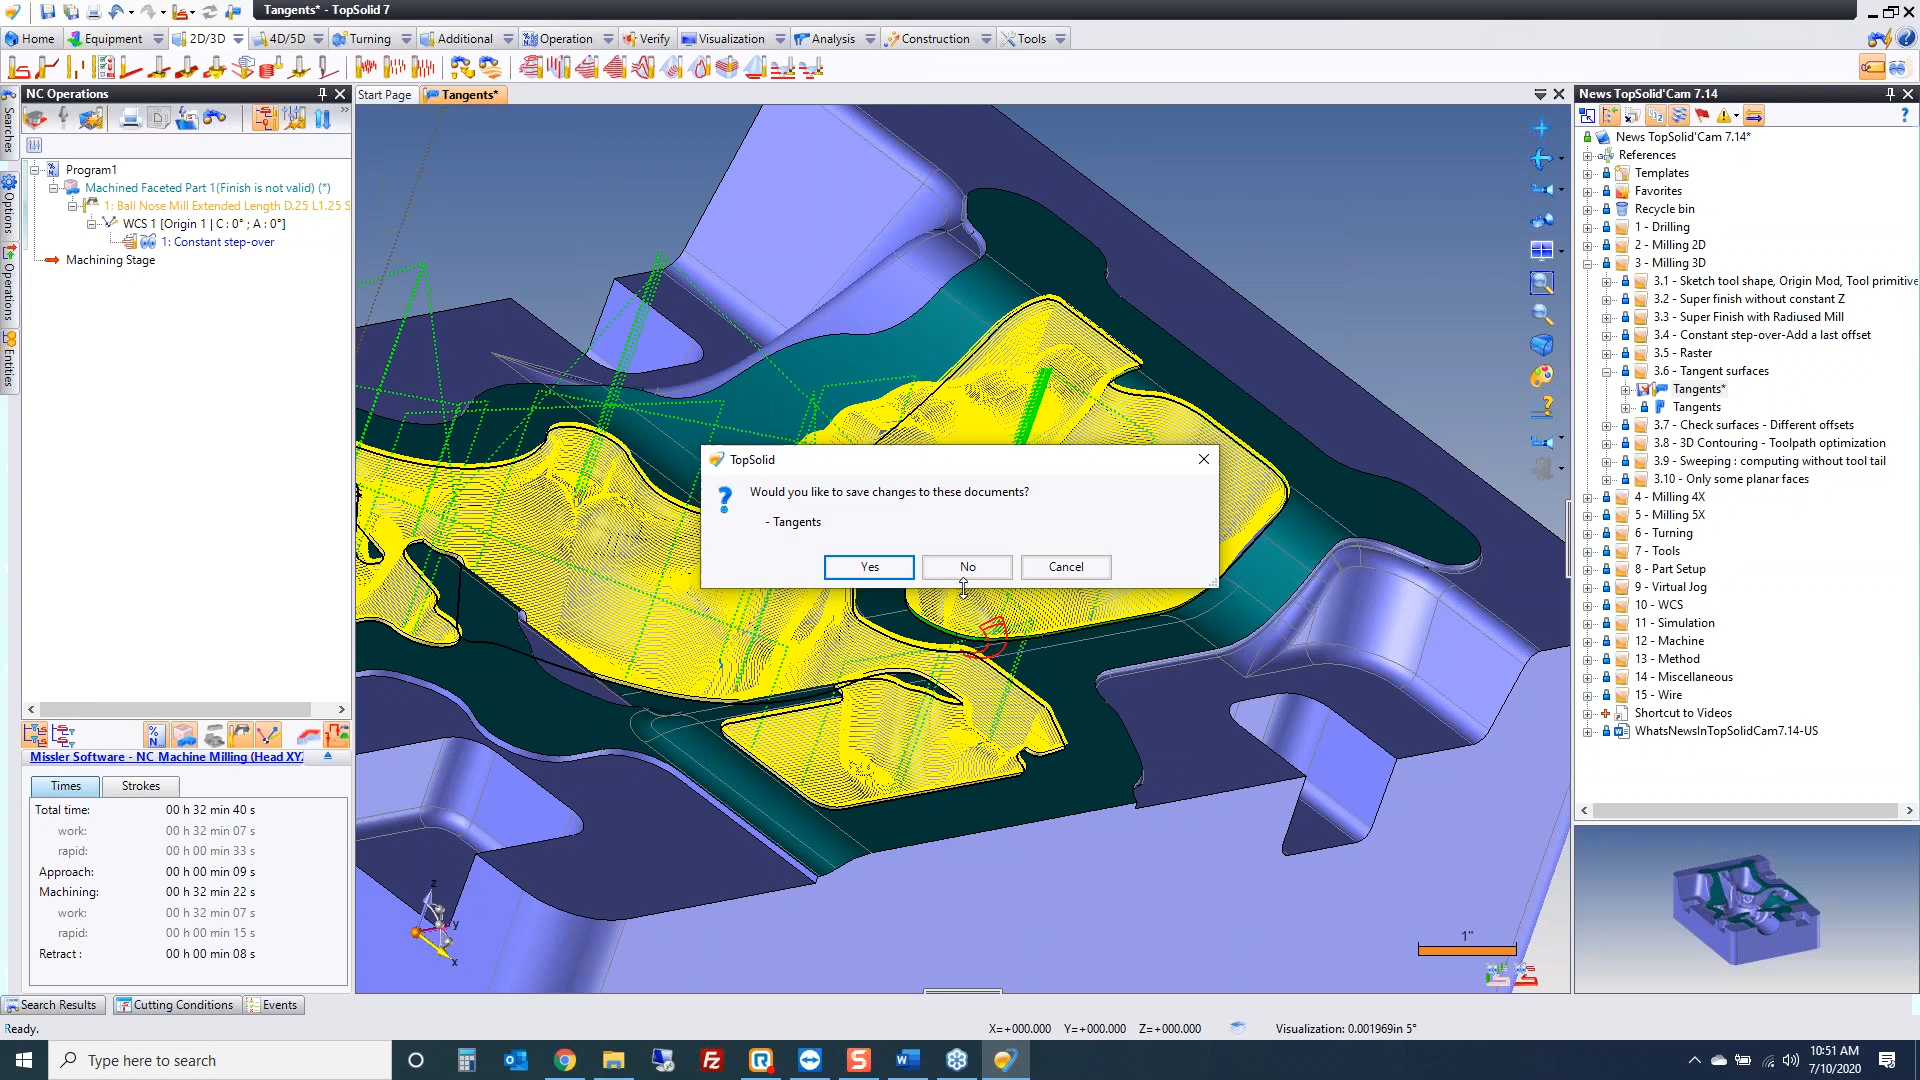 Tangents* - TopSolid 7
Home
Equipment
2D/3D
4D/5D
Turning
Additional
Operation
Verify
Visualization
Analysis
Construction
Tools
NC Operations
Start Page
Tangents*
News TopSolid'Cam 7.14
Searches
Options
Operations
Entities
Program1
Machined Faceted Part 1(Finish is not valid) (*)
1: Ball Nose Mill Extended Length D.25 L1.25 S
WCS 1 [Origin 1 | C : 0° ; A : 0°]
1: Constant step-over
Machining Stage
News TopSolid'Cam 7.14*
References
Templates
Favorites
Recycle bin
1 - Drilling
2 - Milling 2D
3 - Milling 3D
3.1 - Sketch tool shape, Origin Mod, Tool primitive
3.2 - Super finish without constant Z
3.3 - Super Finish with Radiused Mill
3.4 - Constant step-over-Add a last offset
3.5 - Raster
3.6 - Tangent surfaces
Tangents*
Tangents
3.7 - Check surfaces - Different offsets
3.8 - 3D Contouring - Toolpath optimization
3.9 - Sweeping : computing without tool tail
3.10 - Only some planar faces
4 - Milling 4X
5 - Milling 5X
6 - Turning
7 - Tools
8 - Part Setup
9 - Virtual Jog
10 - WCS
11 - Simulation
12 - Machine
13 - Method
14 - Miscellaneous
15 - Wire
Shortcut to Videos
WhatsNewsInTopSolidCam7.14-US
TopSolid
Would you like to save changes to these documents?
- Tangents
Yes
No
Cancel
Missler Software - NC Machine Milling (Head XY
Times
Strokes
Total time: 00 h 32 min 40 s
work: 00 h 32 min 07 s
rapid: 00 h 00 min 33 s
Approach: 00 h 00 min 09 s
Machining: 00 h 32 min 22 s
work: 00 h 32 min 07 s
rapid: 00 h 00 min 15 s
Retract : 00 h 00 min 08 s
z
y
x
1"
Search Results
Cutting Conditions
Events
Ready.
X=+000.000 Y=+000.000 Z=+000.000
Visualization: 0.001969in 5°
Type here to search
10:51 AM
7/10/2020